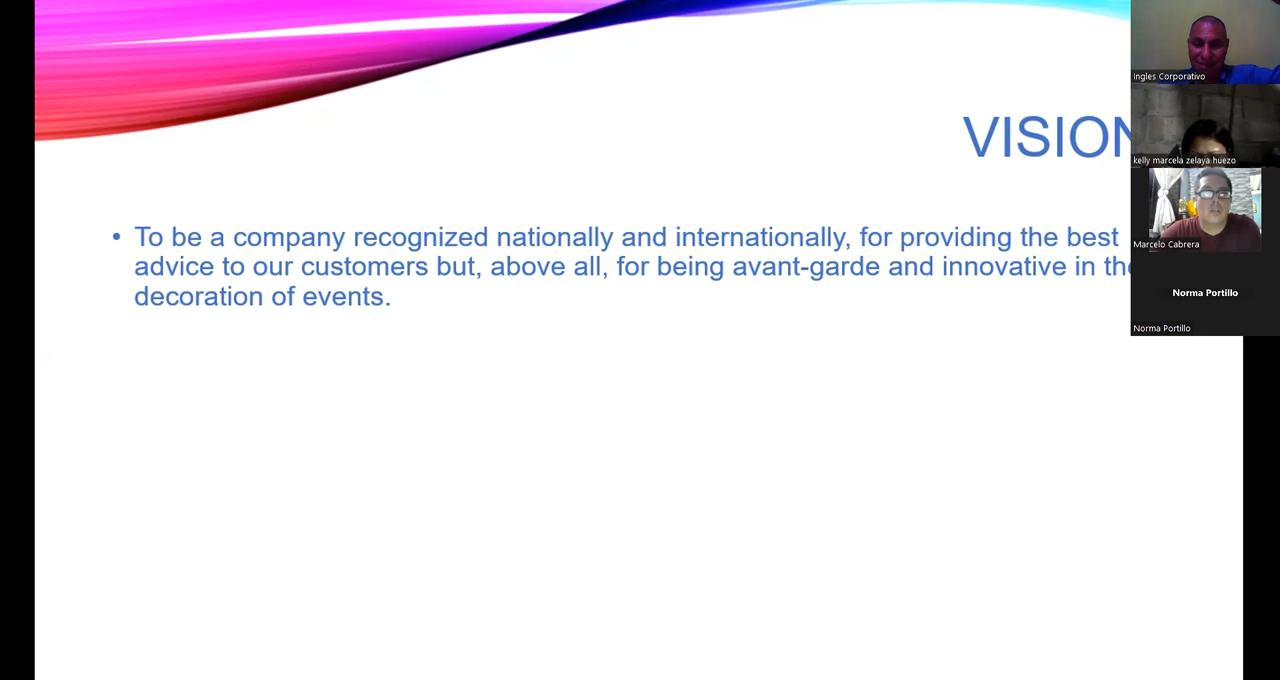 VISION
• To be a company recognized nationally and internationally, for providing the best
advice to our customers but, above all, for being avant-garde and innovative in the
decoration of events.
Ingles Corporativo
kelly marcela zelaya huezo
Marcelo Cabrera
Norma Portillo
Norma Portillo